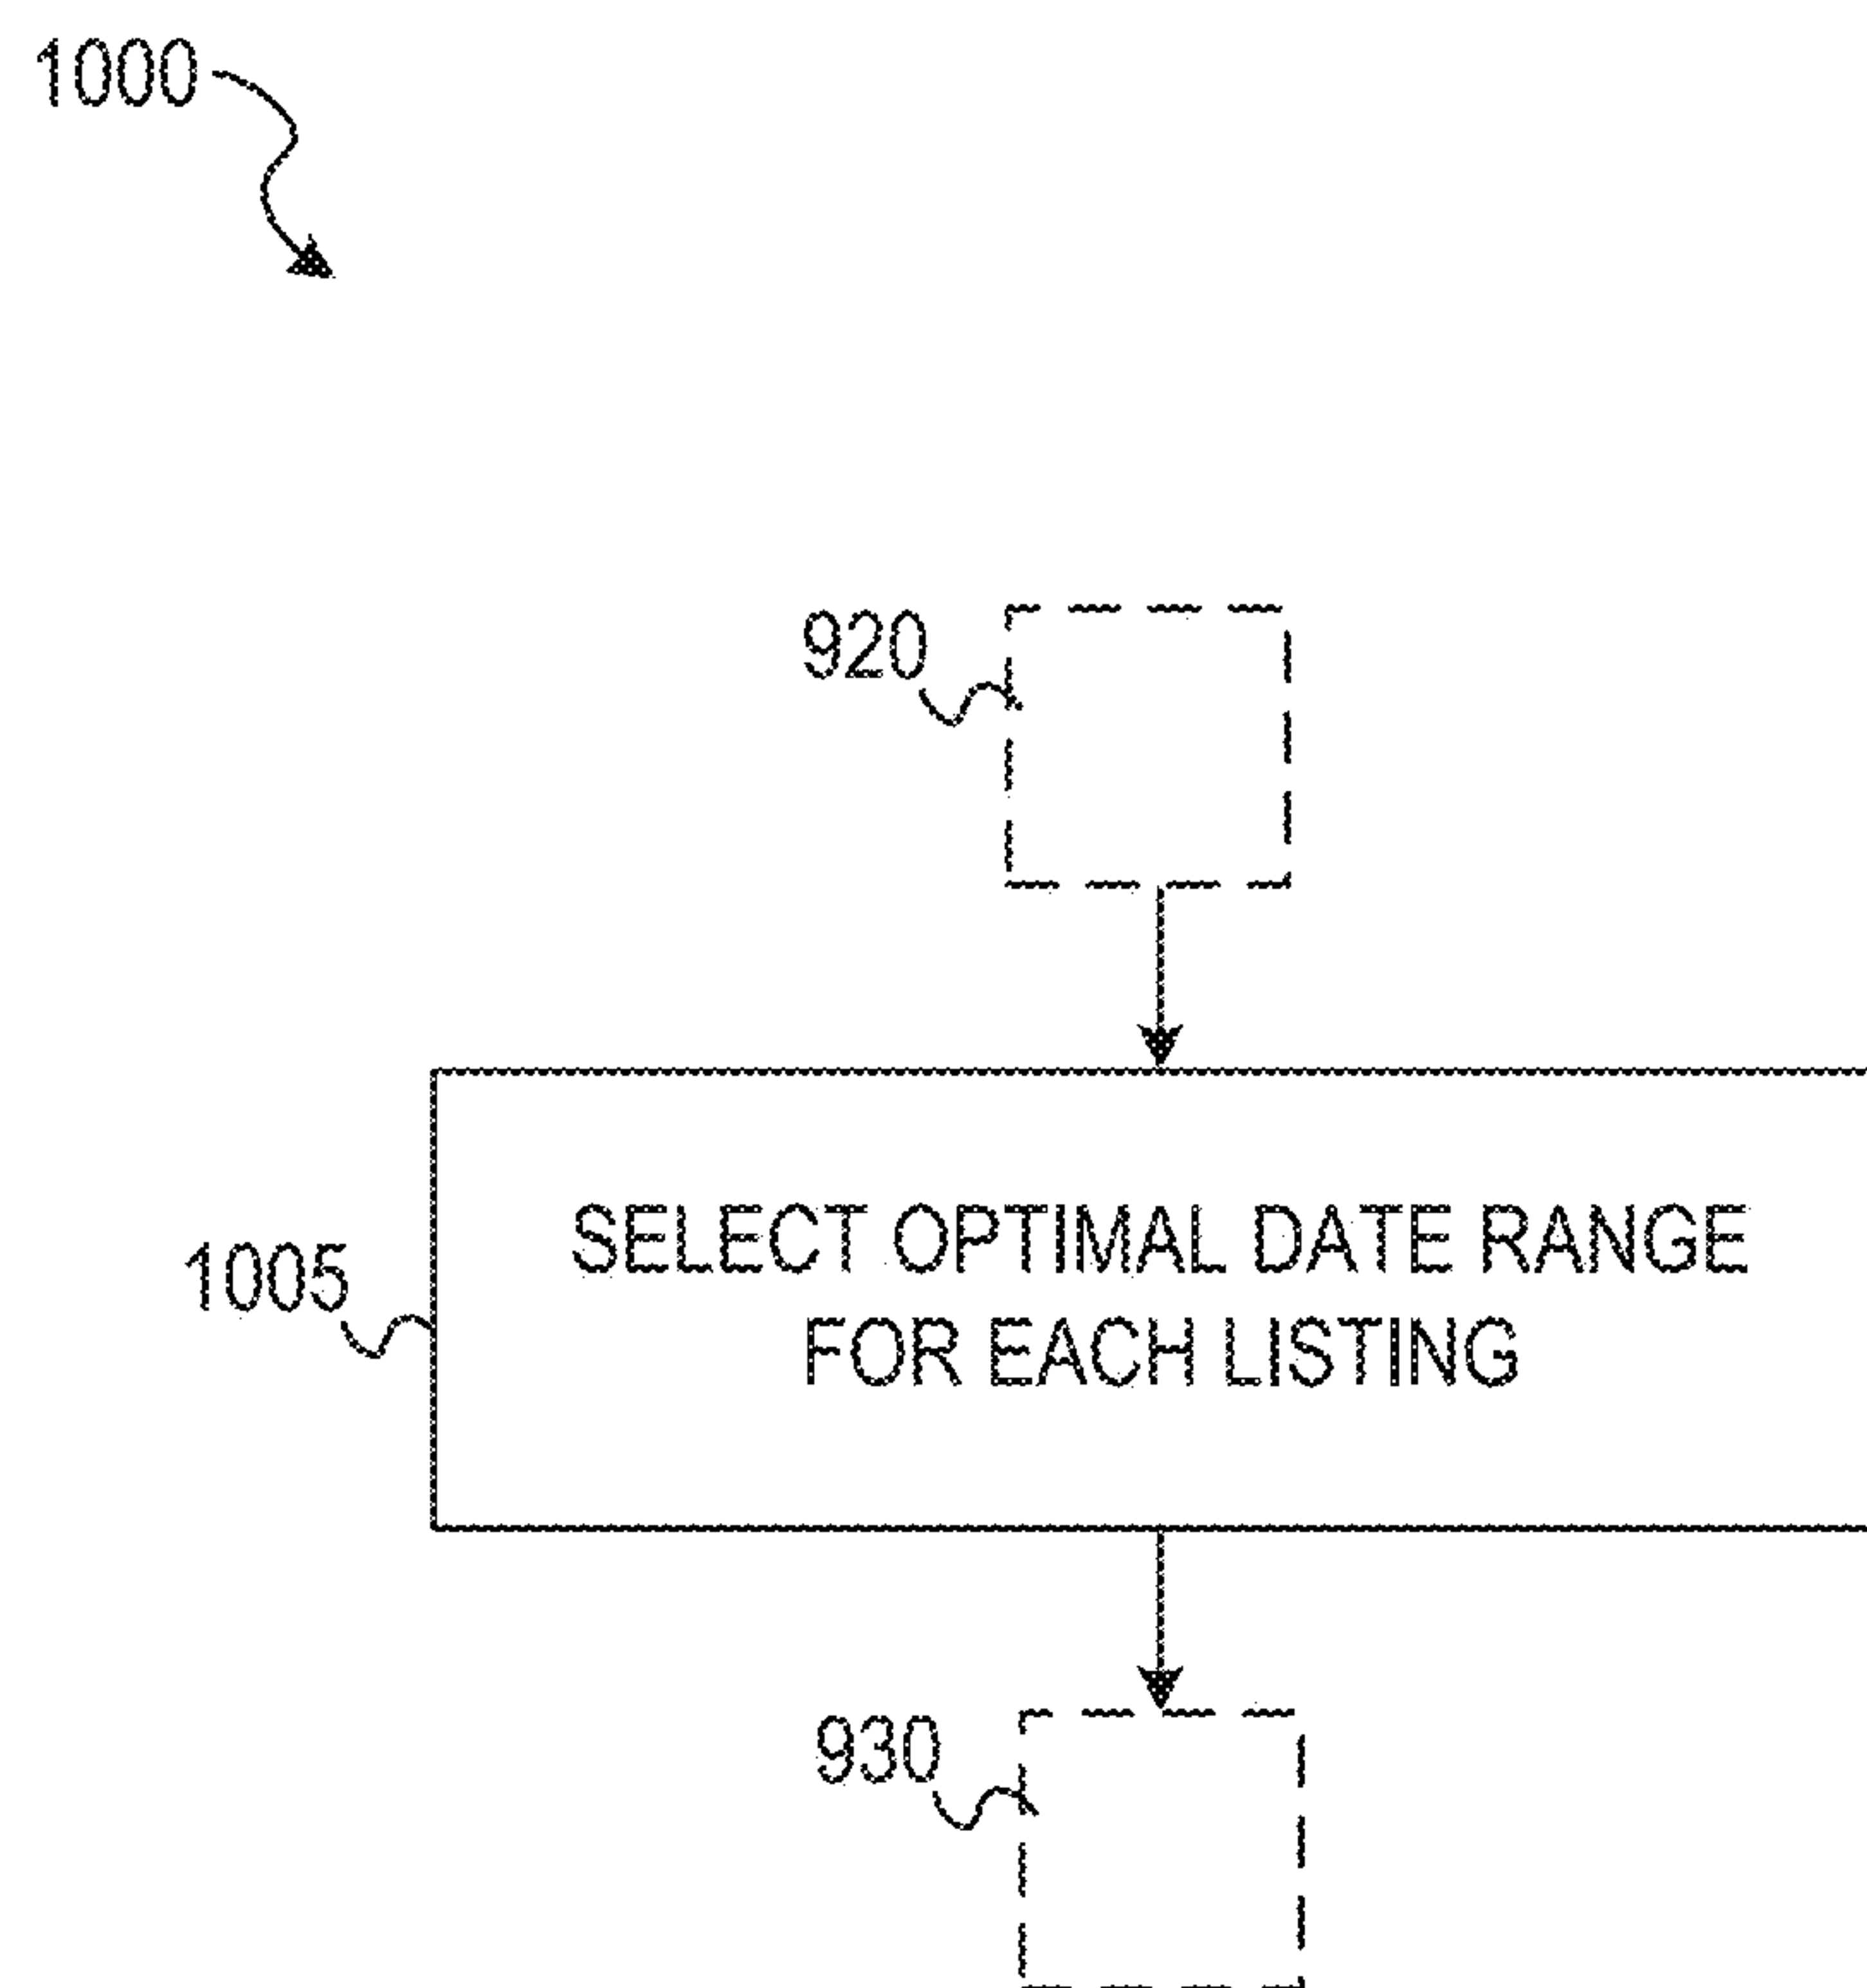 1000
920
SELECT OPTIMAL DATE RANGE
FOR EACH LISTING
1005
930